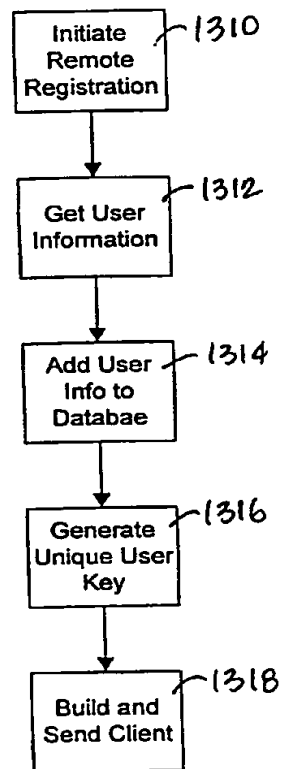 Initiate
Remote
Registration
1310
Get User
Information
1312
Add User
Info to
Databae
1314
Generate
Unique User
Key
1316
Build and
Send Client
1318